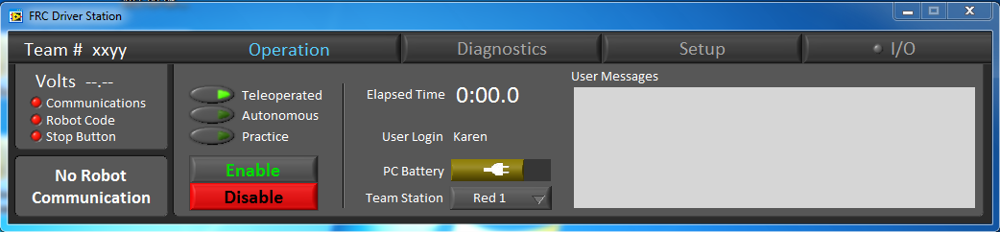 FRC Driver Station
Team # xxyy
Operation
Diagnostics
Setup
I/O
Volts --.--
Communications
Robot Code
Stop Button
No Robot
Communication
Teleoperated
Autonomous
Practice
Enable
Disable
Elapsed Time 0:00.0
User Login Karen
PC Battery
Team Station Red 1
User Messages